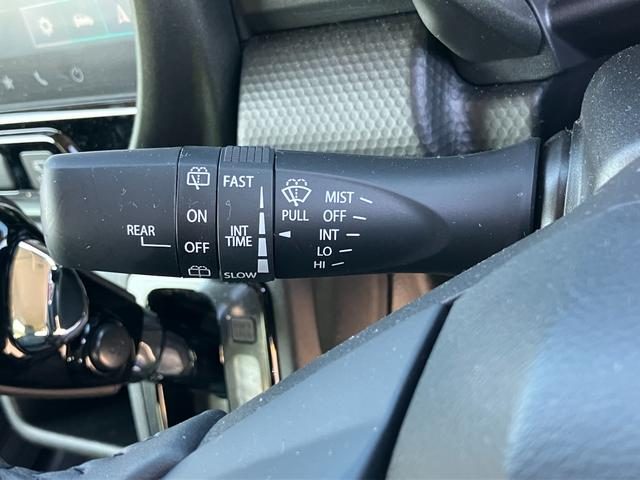 REAR
ON
OFF
FAST
INT
TIME
SLOW
PULL
MIST
OFF
INT
LO
HI